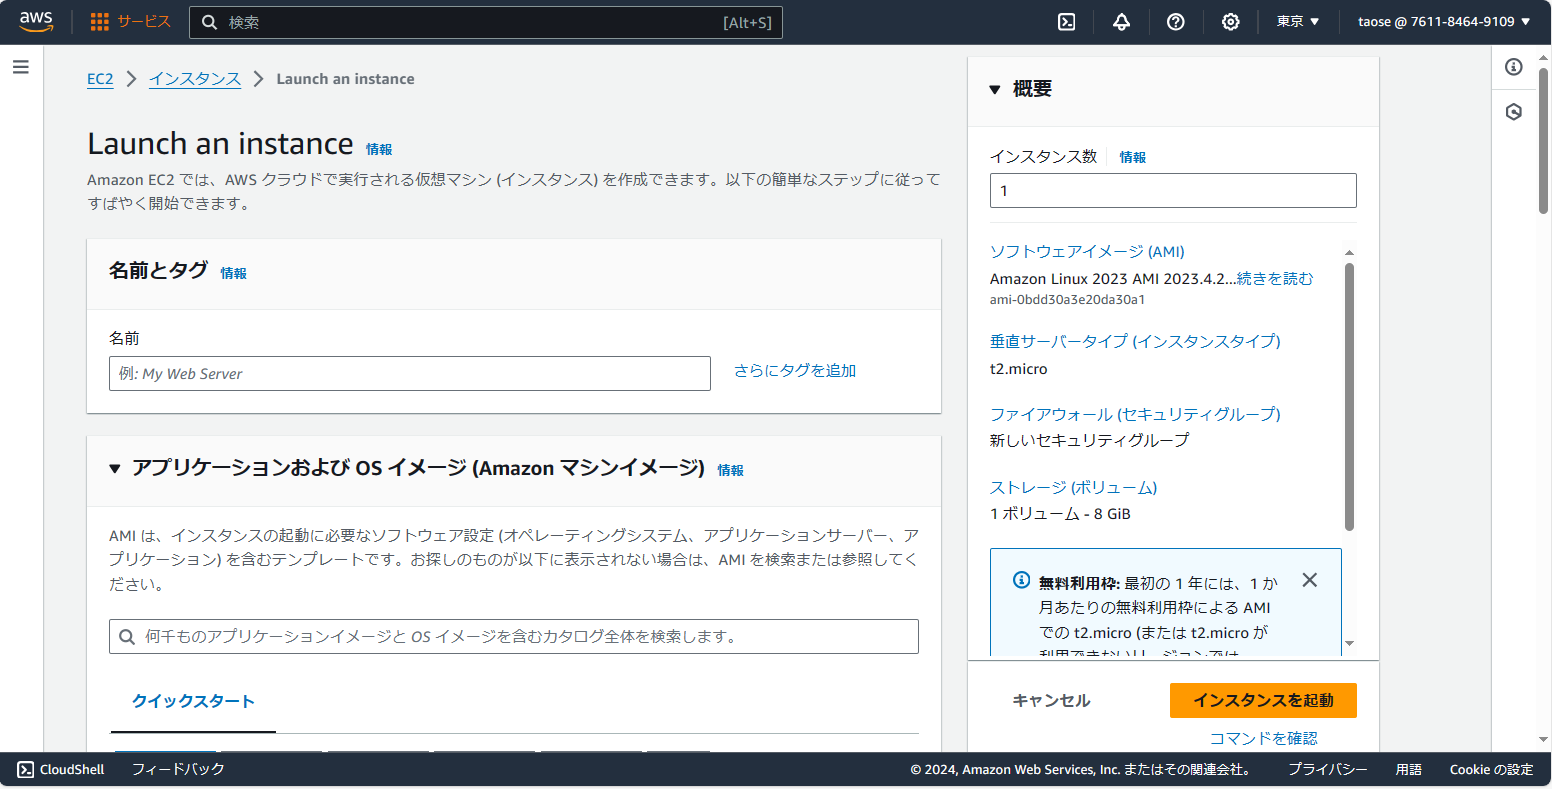 aws
サービス
検索
[Alt+S]
東京 ▼
taose @ 7611-8464-9109 ▼
EC2 > インスタンス > Launch an instance
Launch an instance 情報
Amazon EC2 では、AWS クラウドで実行される仮想マシン (インスタンス) を作成できます。以下の簡単なステップに従って
すばやく開始できます。
名前とタグ 情報
名前
例: My Web Server
さらにタグを追加
▼ アプリケーションおよび OS イメージ (Amazon マシンイメージ) 情報
AMI は、インスタンスの起動に必要なソフトウェア設定 (オペレーティングシステム、アプリケーションサーバー、ア
プリケーション) を含むテンプレートです。お探しのものが以下に表示されない場合は、AMI を検索または参照してく
ださい。
何千ものアプリケーションイメージと OS イメージを含むカタログ全体を検索します。
クイックスタート
▼ 概要
インスタンス数 情報
1
ソフトウェアイメージ (AMI)
Amazon Linux 2023 AMI 2023.4.2...続きを読む
ami-0bdd30a3e20da30a1
垂直サーバータイプ (インスタンスタイプ)
t2.micro
ファイアウォール (セキュリティグループ)
新しいセキュリティグループ
ストレージ (ボリューム)
1 ボリューム - 8 GiB
無料利用枠: 最初の 1 年には、1 か
月あたりの無料利用枠による AMI
での t2.micro (または t2.micro が
利用できないリージョンでは
キャンセル
インスタンスを起動
コマンドを確認
CloudShell
フィードバック
© 2024, Amazon Web Services, Inc. またはその関連会社。
プライバシー
用語
Cookie の設定